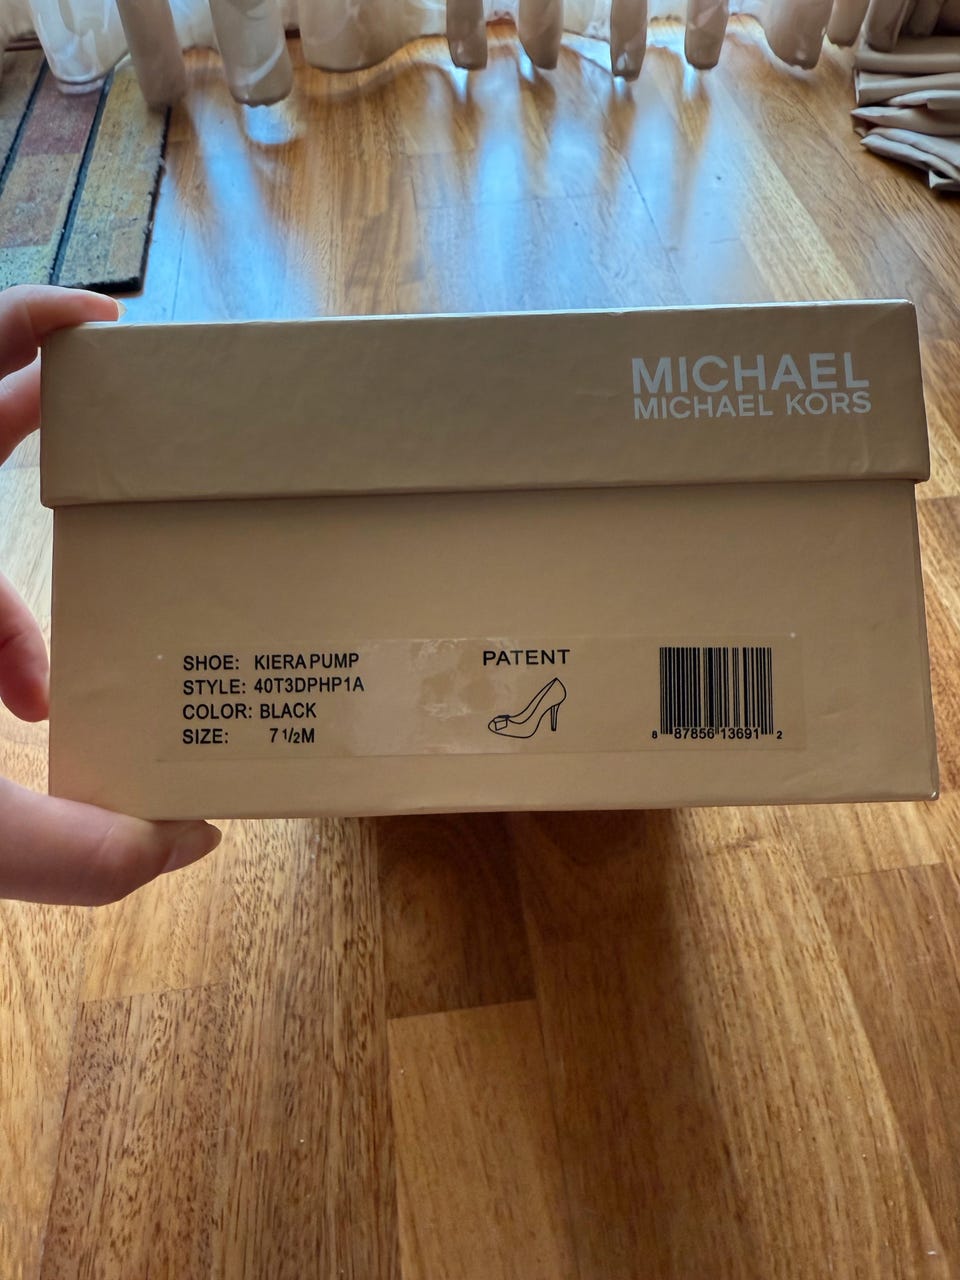 MICHAEL
MICHAEL KORS
SHOE: KIERA PUMP
STYLE: 40T3DPHP1A
COLOR: BLACK
SIZE: 7 1/2M
PATENT
8 87856 13691 2